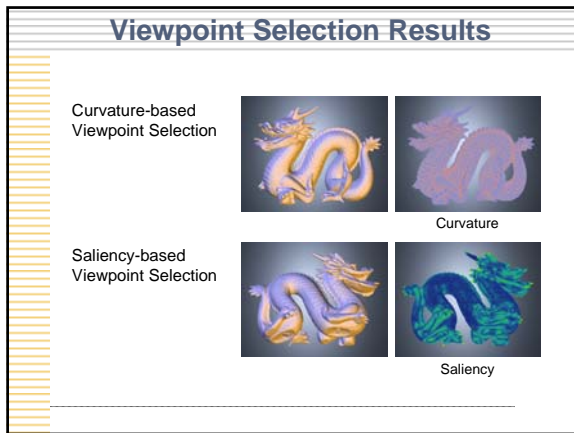 Viewpoint Selection Results
Curvature-based
Viewpoint Selection
Curvature
Saliency-based
Viewpoint Selection
Saliency